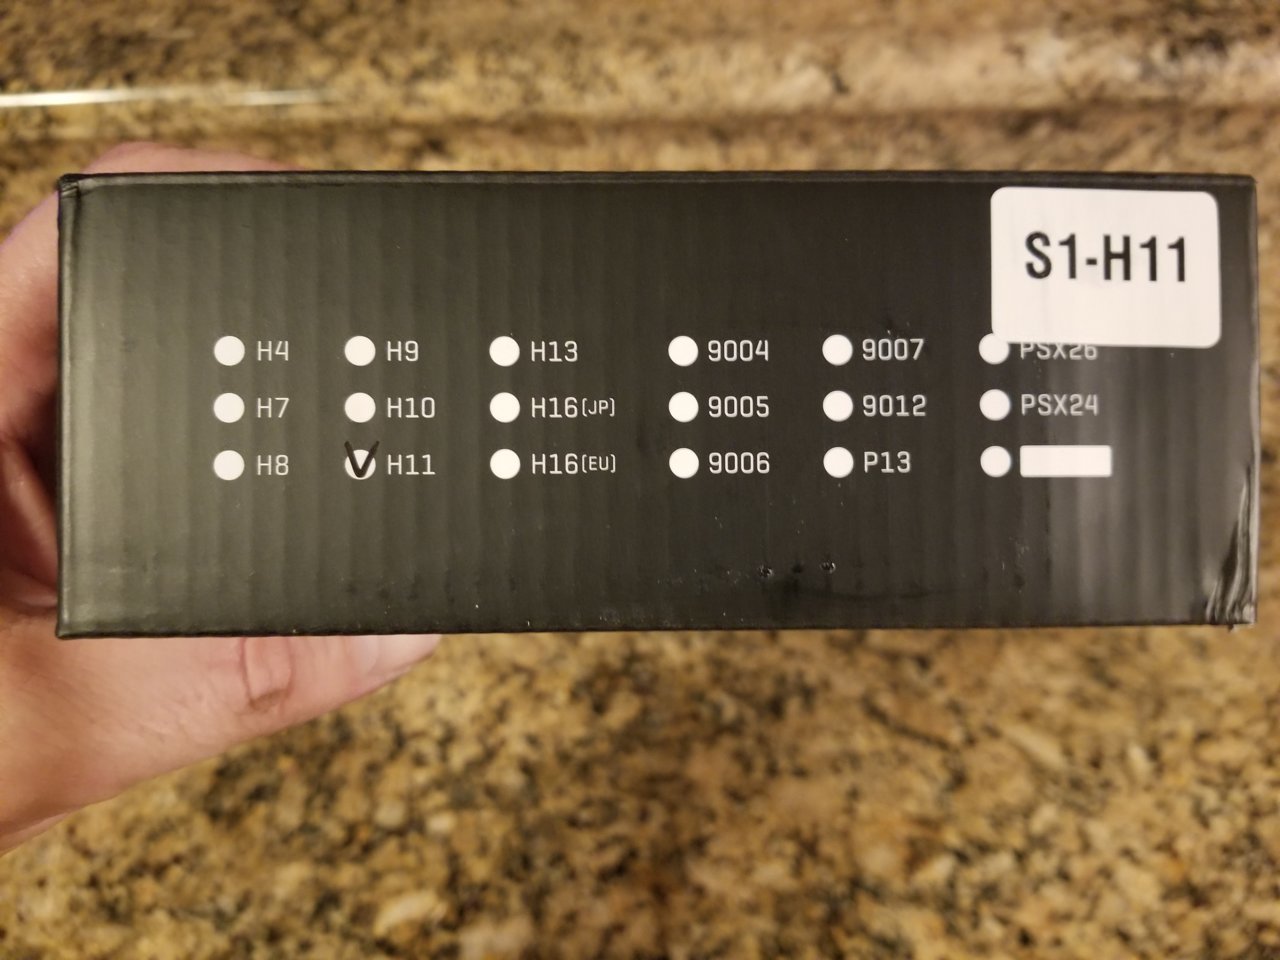 S1-H11
H4 H9 H13 9004 9007 PSX26
H7 H10 H16(JP) 9005 9012 PSX24
H8 H11 H16(EU) 9006 P13